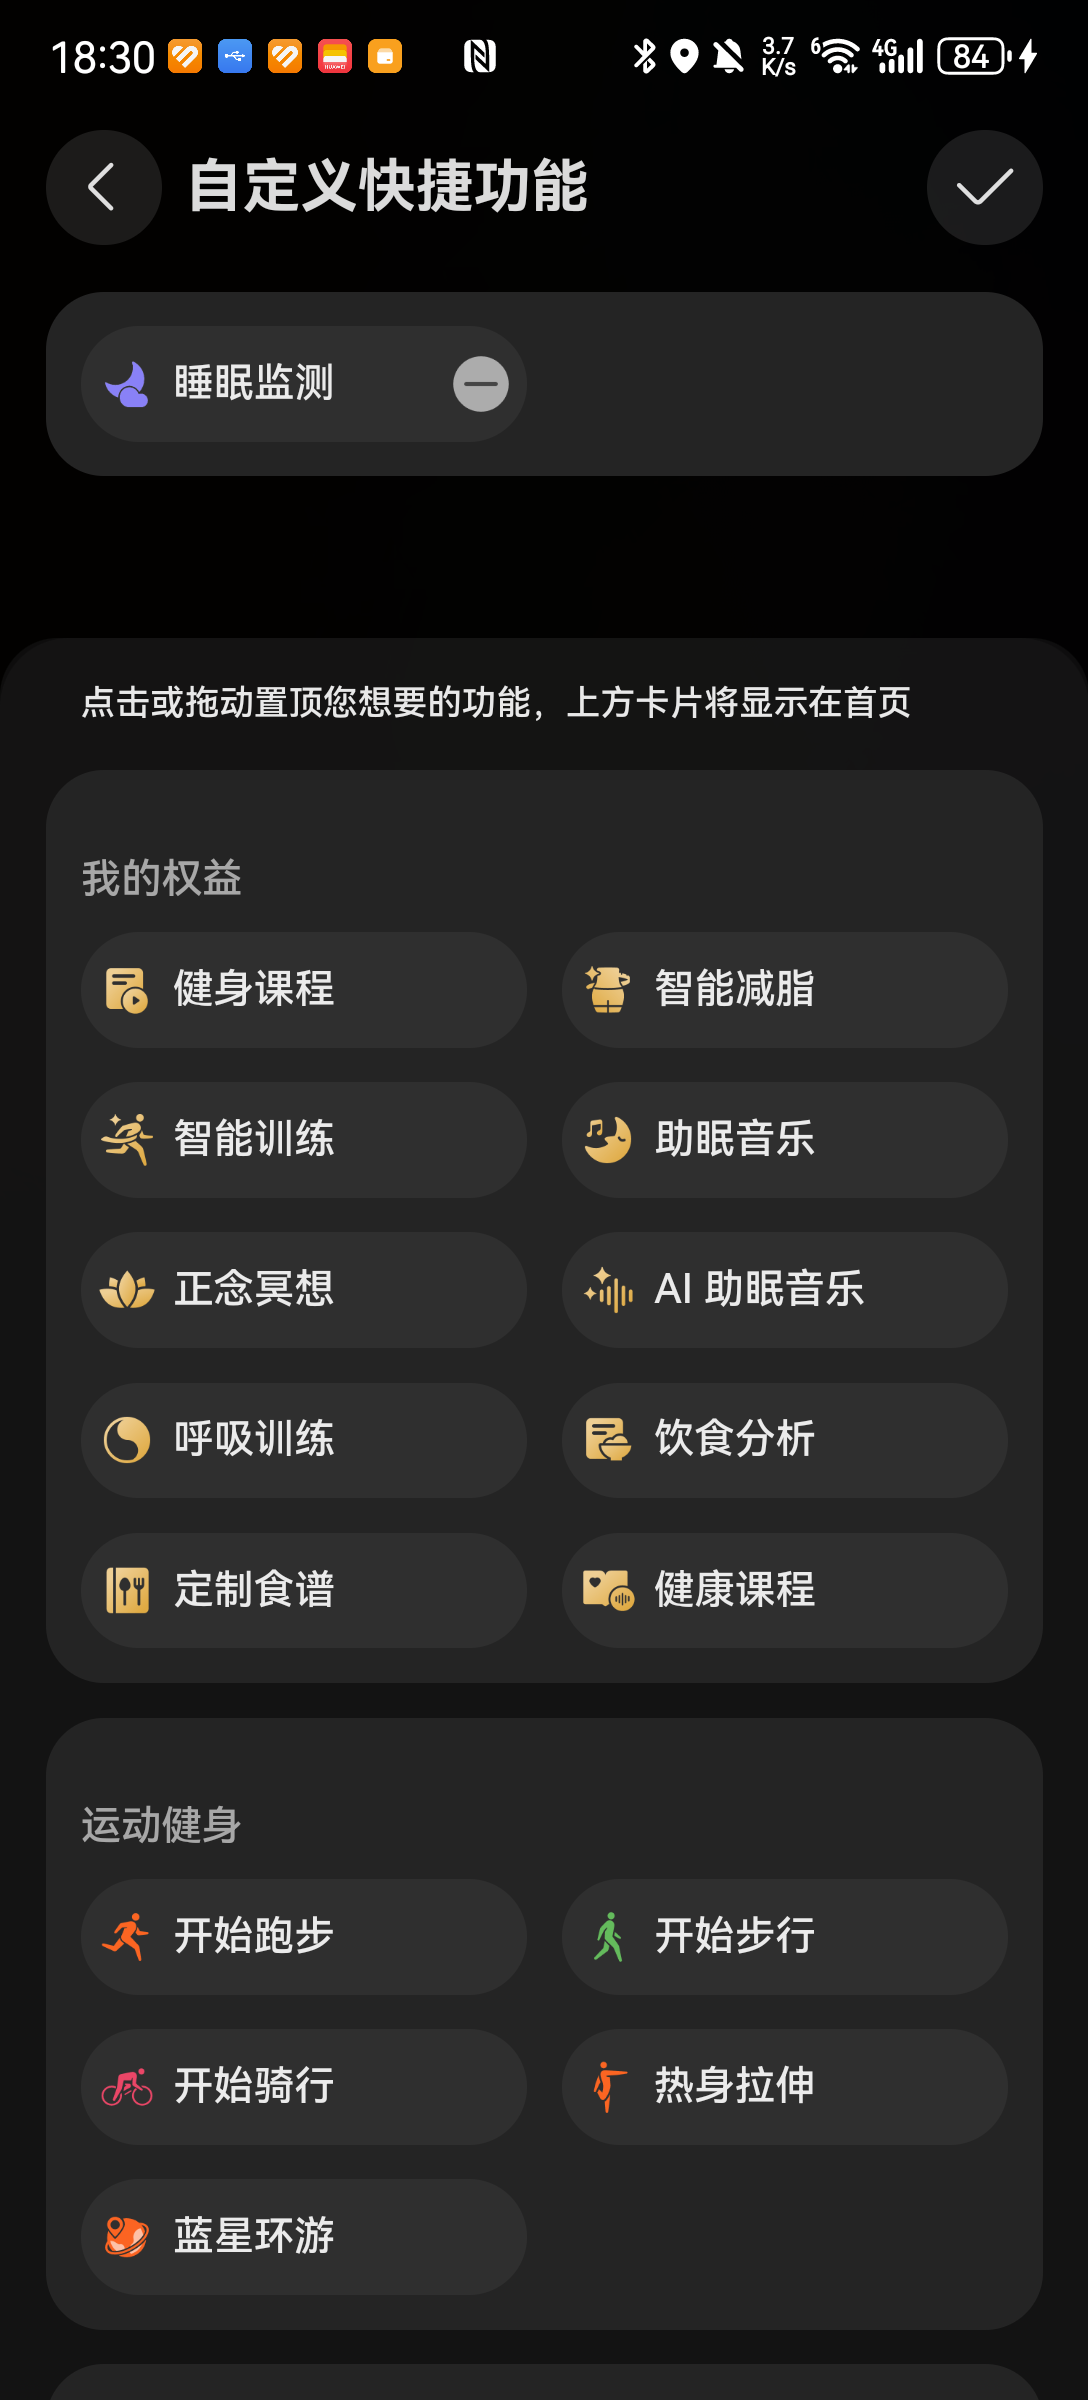 18:30
3.7 K/s
6
4G
84
自定义快捷功能
睡眠监测
点击或拖动置顶您想要的功能，上方卡片将显示在首页
我的权益
健身课程
智能减脂
智能训练
助眠音乐
正念冥想
AI 助眠音乐
呼吸训练
饮食分析
定制食谱
健康课程
运动健身
开始跑步
开始步行
开始骑行
热身拉伸
蓝星环游